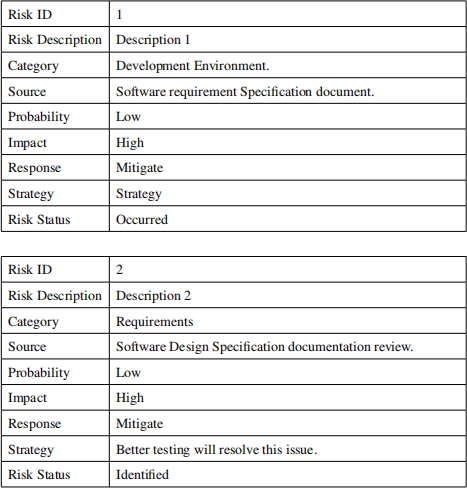 Risk ID 1
Risk Description Description 1
Category Development Environment.
Source Software requirement Specification document.
Probability Low
Impact High
Response Mitigate
Strategy Strategy
Risk Status Occurred
Risk ID 2
Risk Description Description 2
Category Requirements
Source Software Design Specification documentation review.
Probability Low
Impact High
Response Mitigate
Strategy Better testing will resolve this issue.
Risk Status Identified